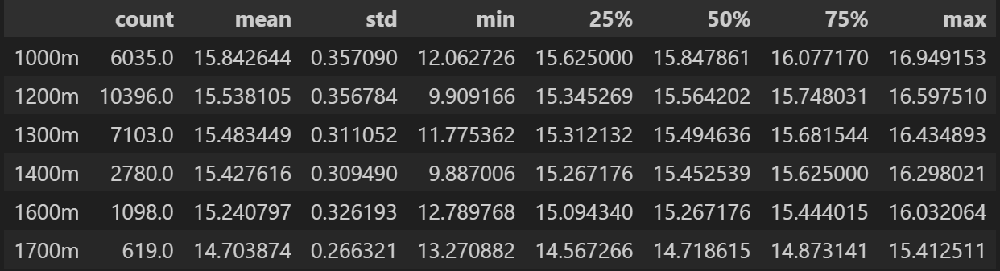 count mean std min 25% 50% 75% max
1000m 6035.0 15.842644 0.357090 12.062726 15.625000 15.847861 16.077170 16.949153
1200m 10396.0 15.538105 0.356784 9.909166 15.345269 15.564202 15.748031 16.597510
1300m 7103.0 15.483449 0.311052 11.775362 15.312132 15.494636 15.681544 16.434893
1400m 2780.0 15.427616 0.309490 9.887006 15.267176 15.452539 15.625000 16.298021
1600m 1098.0 15.240797 0.326193 12.789768 15.094340 15.267176 15.444015 16.032064
1700m 619.0 14.703874 0.266321 13.270882 14.567266 14.718615 14.873141 15.412511